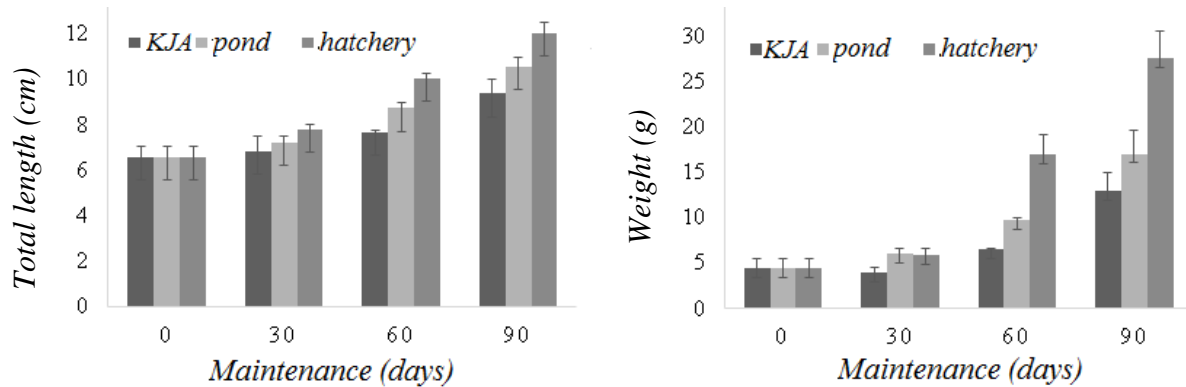 Total length (cm)
12
10
8
6
4
2
0
KJA pond .hatchery
0 30 60 90
Maintenance (days)
Weight (g)
30
25
20
15
10
5
0
KJA pond .hatchery
0 30 60 90
Maintenance (days)